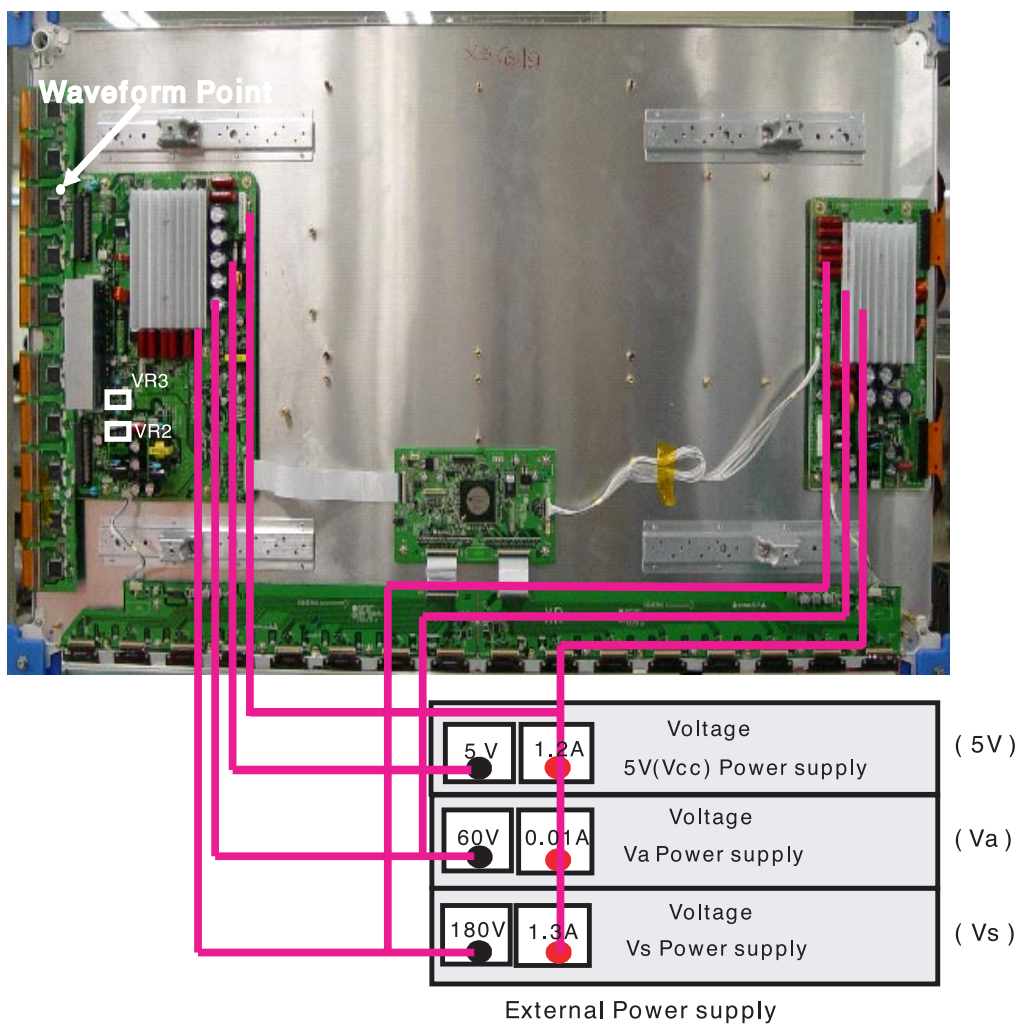 Waveform Point
VR3
VR2
5 V
1.2A
Voltage
5V(Vcc) Power supply
( 5V )
60V
0.01A
Voltage
Va Power supply
( Va )
180V
1.3A
Voltage
Vs Power supply
( Vs )
External Power supply